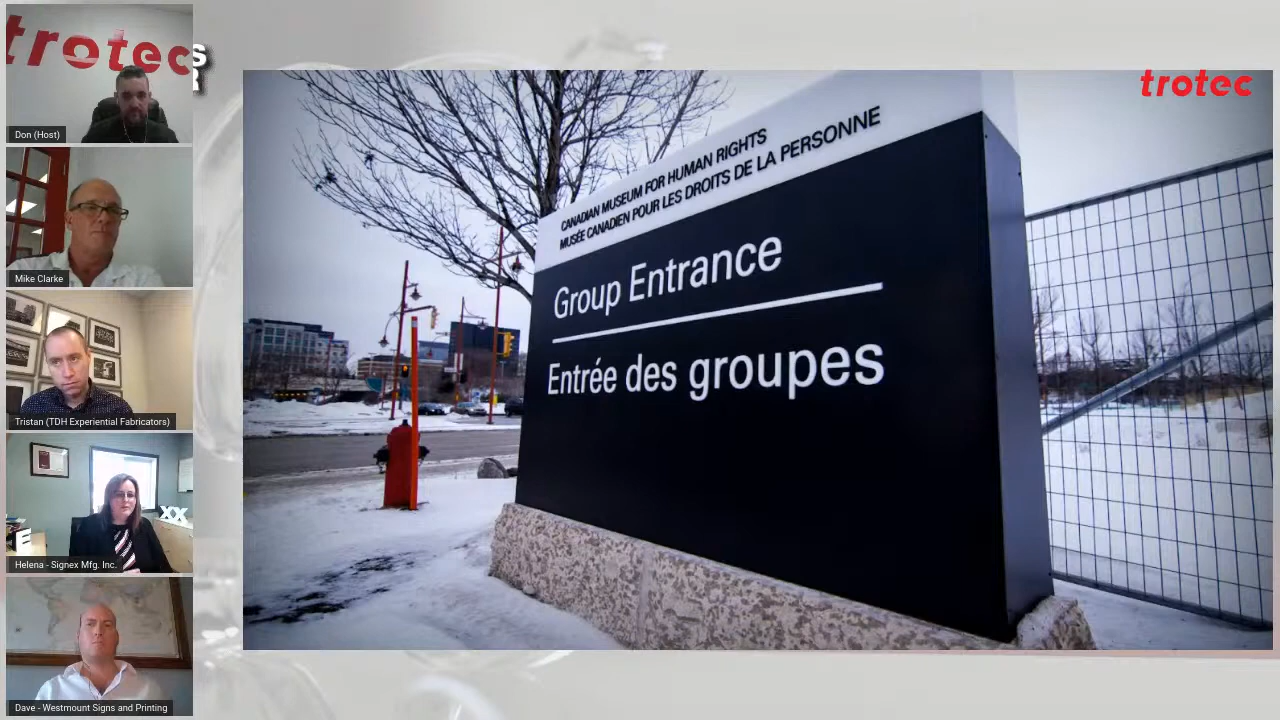 trotec
S
R
Don (Host)
Mike Clarke
Tristan (TDH Experiential Fabricators)
XX
E
Helena - Signex Mfg. Inc.
Dave - Westmount Signs and Printing
trotec
CANADIAN MUSEUM FOR HUMAN RIGHTS
MUSÉE CANADIEN POUR LES DROITS DE LA PERSONNE
Group Entrance
Entrée des groupes